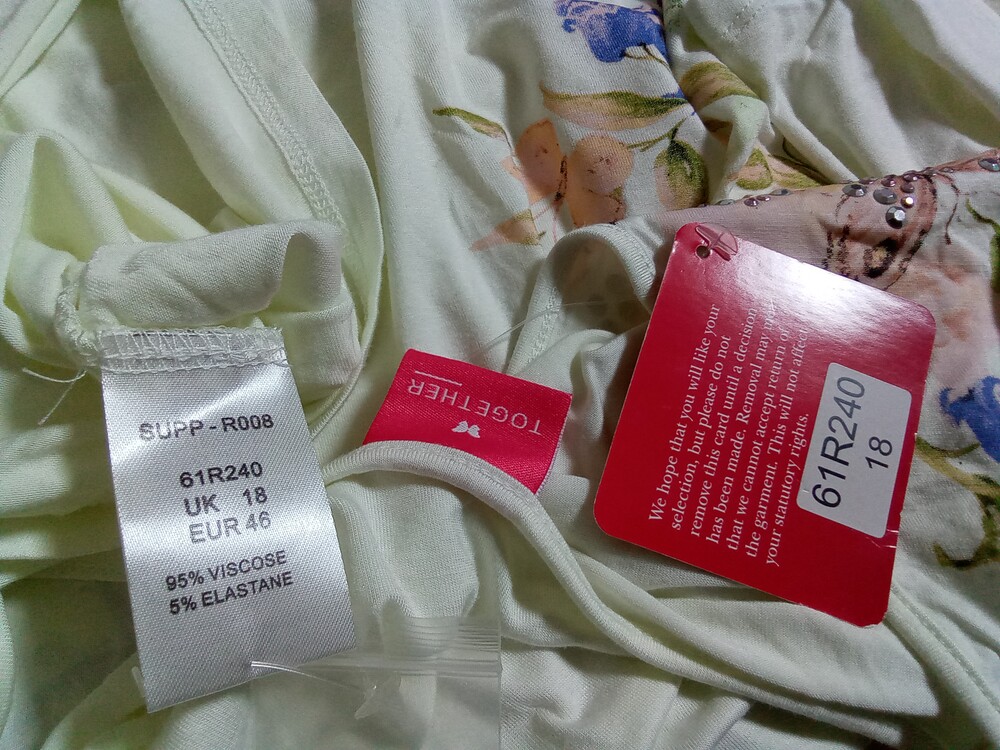 SUPP - R008
61R240
UK 18
EUR 46
95% VISCOSE
5% ELASTANE
TOGETHER
We hope that you will like your
selection, but please do not
remove this card until a decision
has been made. Removal may mean
that we cannot accept return of
the garment. This will not affect
your statutory rights.
61R240
18